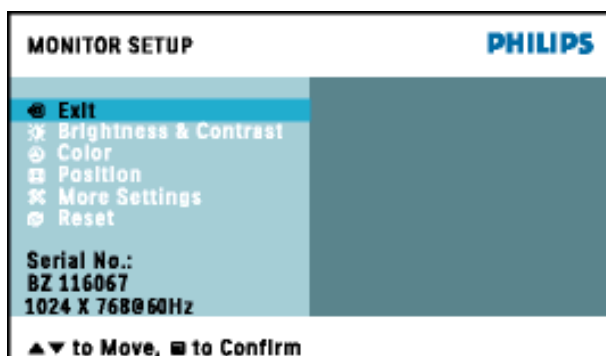 MONITOR SETUP PHILIPS
Exit
Brightness & Contrast
Color
Position
More Settings
Reset
Serial No.:
BZ 116067
1024 X 768@60Hz
▲▼ to Move, to Confirm